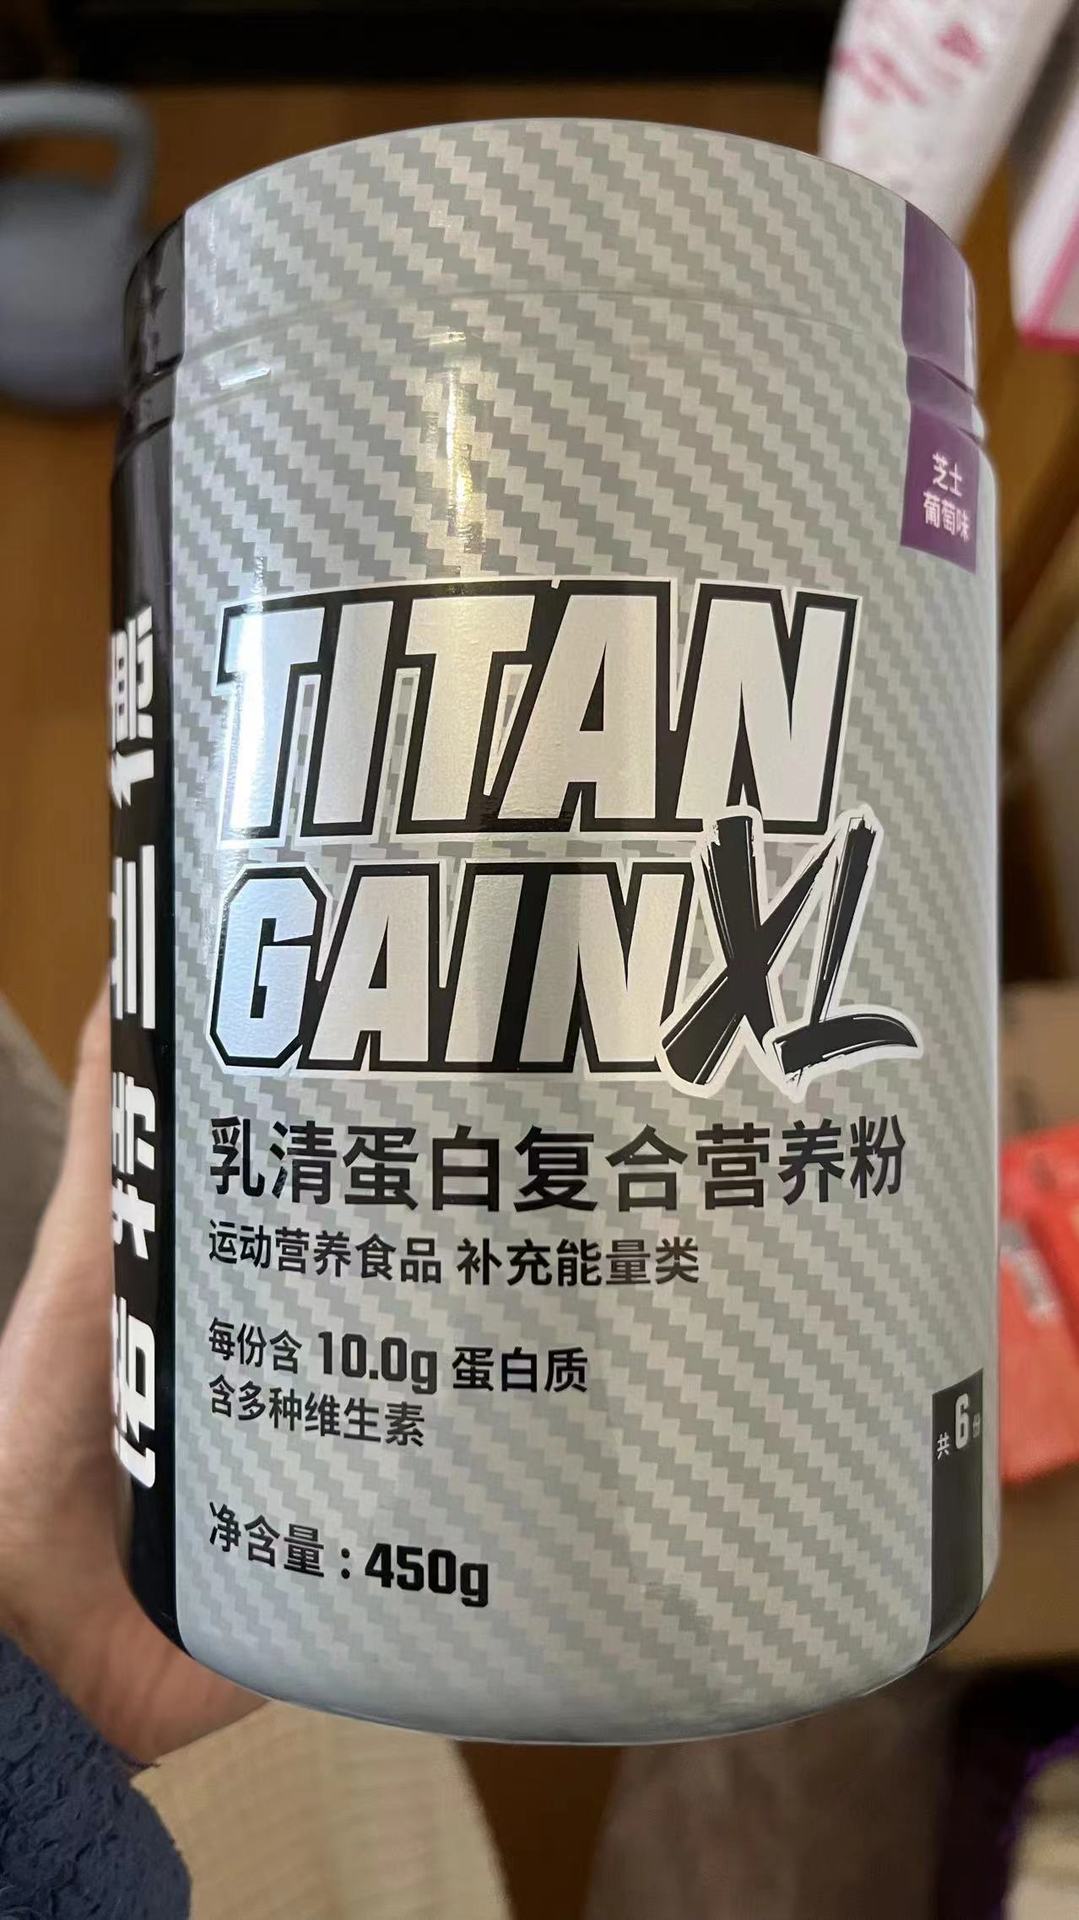 芝士
葡萄味
TITAN
GAIN XL
乳清蛋白复合营养粉
运动营养食品 补充能量类
每份含 10.0g 蛋白质
含多种维生素
共 6 份
净含量：450g